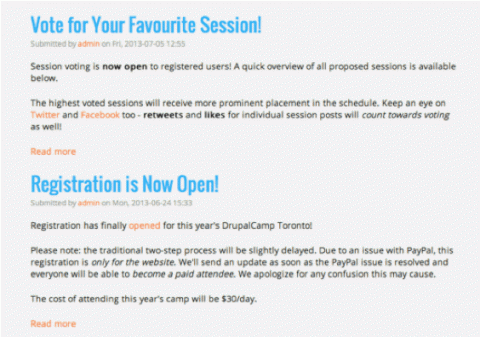 Vote for Your Favourite Session!
Submitted by admin on Fri, 2013-07-05 12:55
Session voting is now open to registered users! A quick overview of all proposed sessions is available
below.
The highest voted sessions will receive more prominent placement in the schedule. Keep an eye on
Twitter and Facebook too - retweets and likes for individual session posts will count towards voting
as well!
Read more
Registration is Now Open!
Submitted by admin on Mon, 2013-06-24 15:33
Registration has finally opened for this year's DrupalCamp Toronto!
Please note: the traditional two-step process will be slightly delayed. Due to an issue with PayPal, this
registration is only for the website. We'll send an update as soon as the PayPal issue is resolved and
everyone will be able to become a paid attendee. We apologize for any confusion this may cause.
The cost of attending this year's camp will be $30/day.
Read more